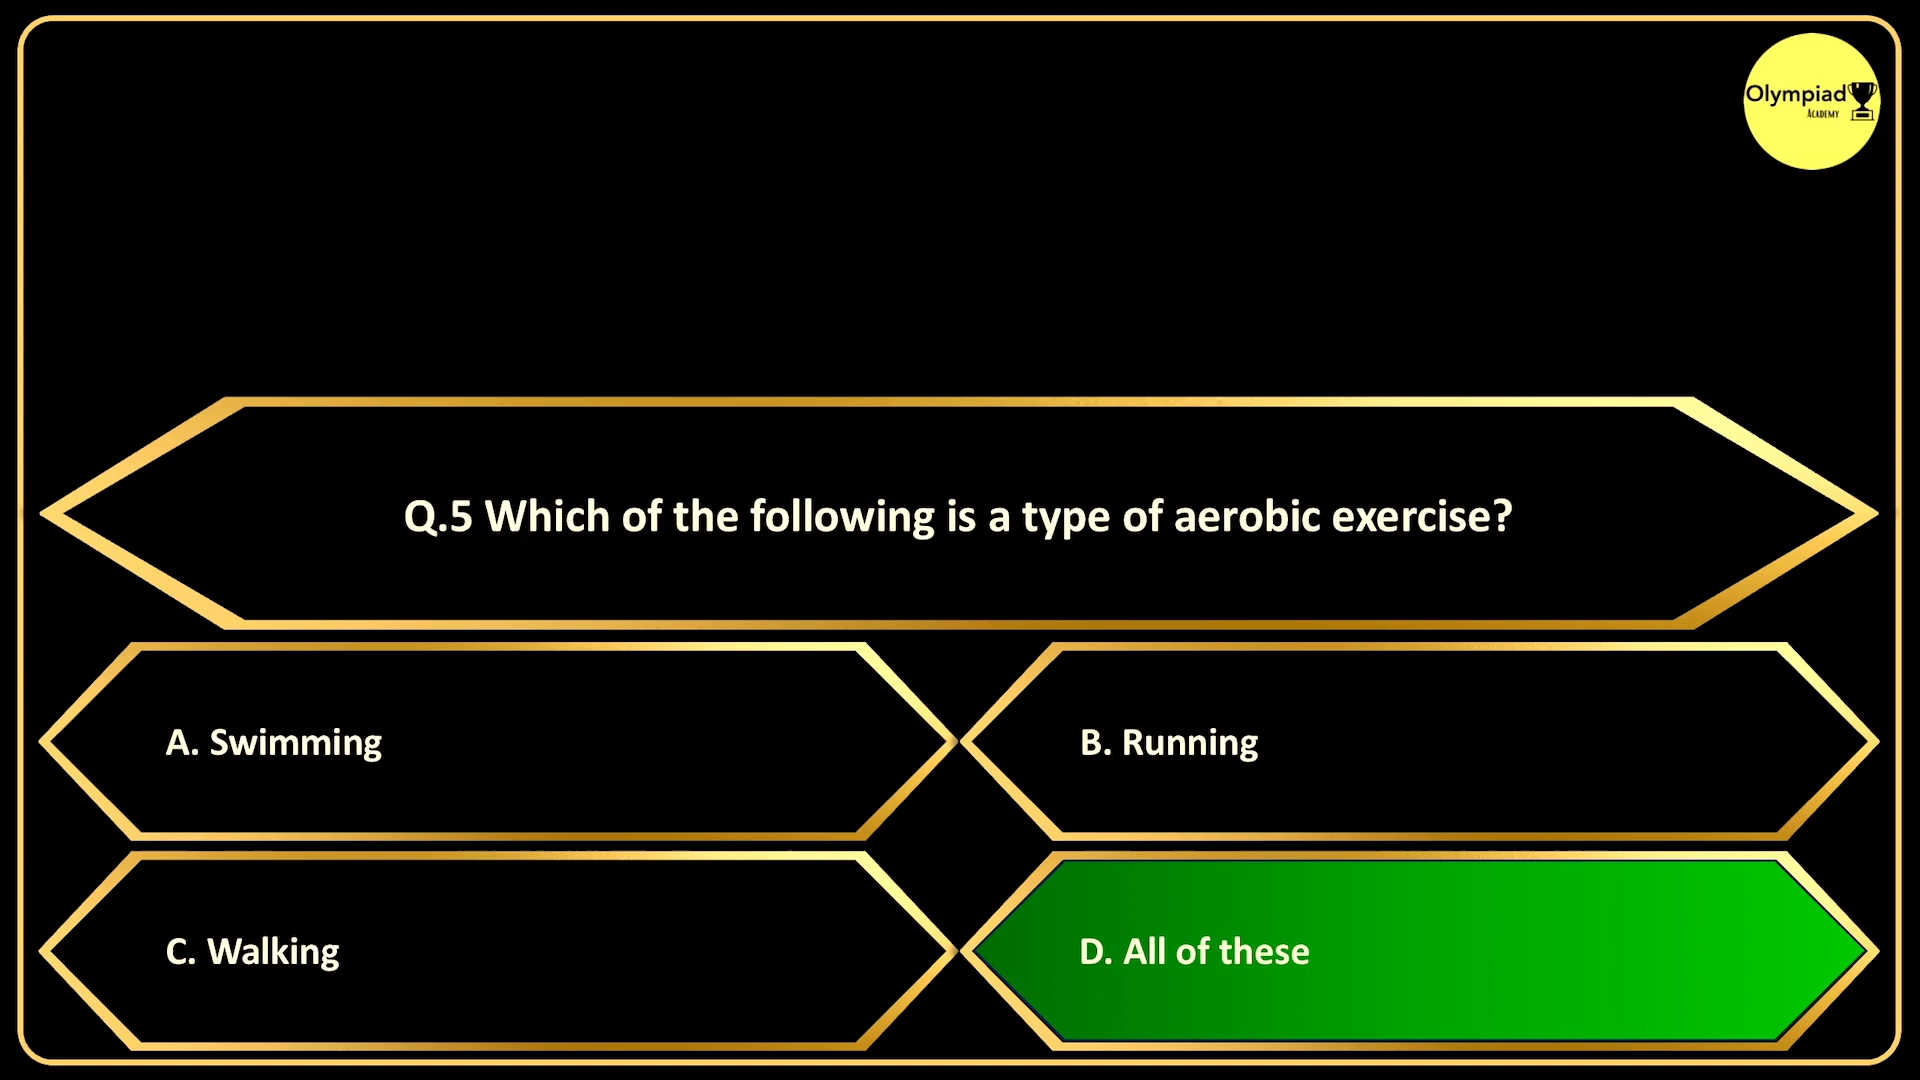 Olympiad
Academy
Q.5 Which of the following is a type of aerobic exercise?
A. Swimming
B. Running
C. Walking
D. All of these